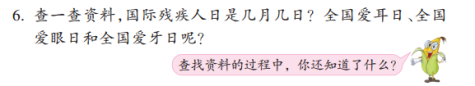 6. 查一查资料,国际残疾人日是几月几日？全国爱耳日、全国
爱眼日和全国爱牙日呢？
查找资料的过程中，你还知道了什么？